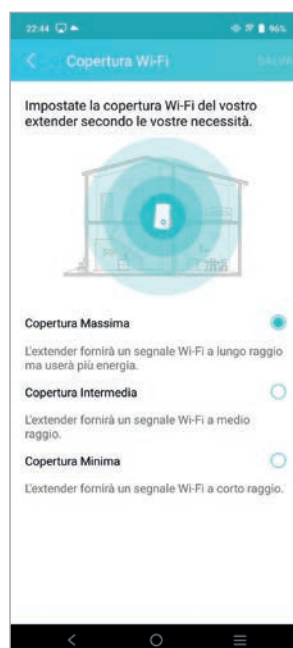 22:44
96%
Copertura Wi-Fi
SALVA
Impostate la copertura Wi-Fi del vostro
extender secondo le vostre necessità.
Copertura Massima
L'extender fornirà un segnale Wi-Fi a lungo raggio
ma userà più energia.
Copertura Intermedia
L'extender fornirà un segnale Wi-Fi a medio
raggio.
Copertura Minima
L'extender fornirà un segnale Wi-Fi a corto raggio.